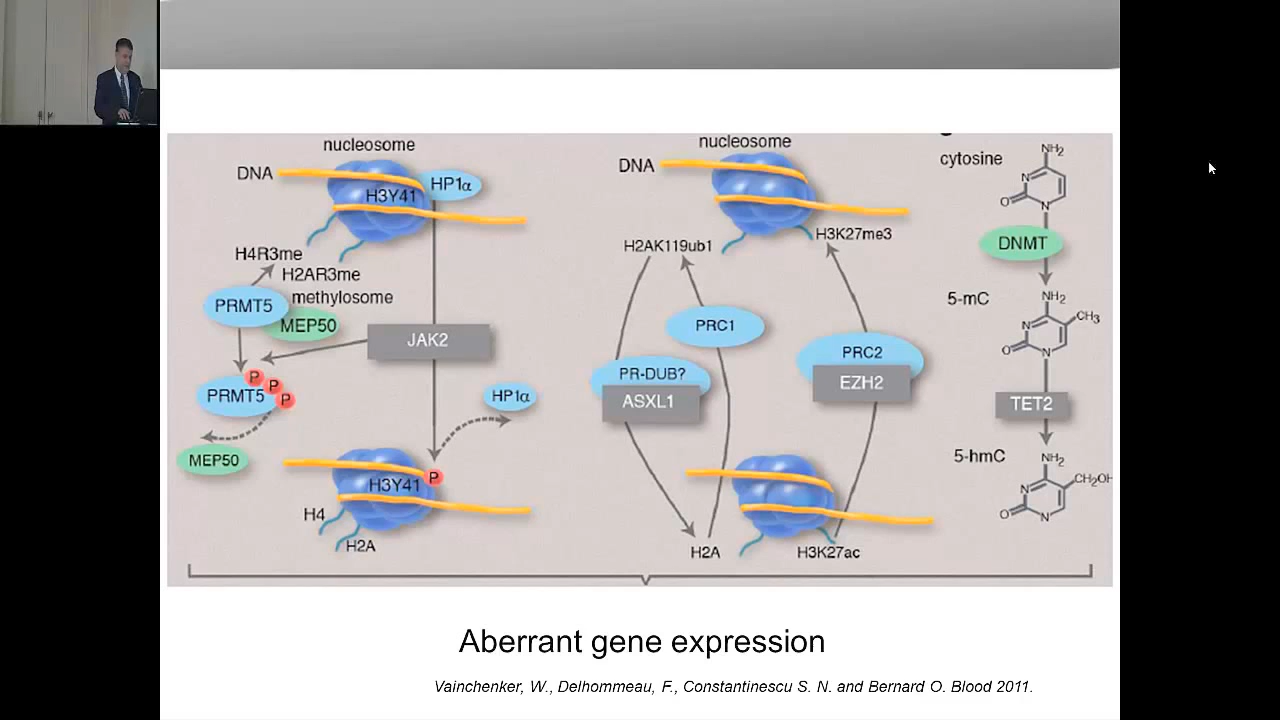 nucleosome
DNA
H3Y41
HP1α
H4R3me
H2AR3me
PRMT5
methylosome
MEP50
JAK2
PRMT5
P
P
P
MEP50
HP1α
H3Y41
P
H4
H2A
nucleosome
DNA
H3K27me3
H2AK119ub1
PRC1
PRC2
EZH2
PR-DUB?
ASXL1
H2A
H3K27ac
cytosine
NH2
N
O
N
DNMT
5-mC
NH2
N
CH3
O
N
TET2
5-hmC
NH2
N
CH2OH
O
N
Aberrant gene expression
Vainchenker, W., Delhommeau, F., Constantinescu S. N. and Bernard O. Blood 2011.